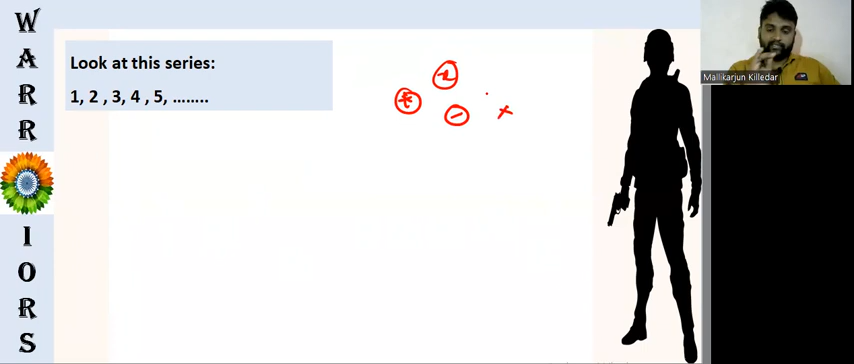 WARRIORS
Look at this series:
1, 2 , 3, 4 , 5, ……..
Mallikarjun Killedar